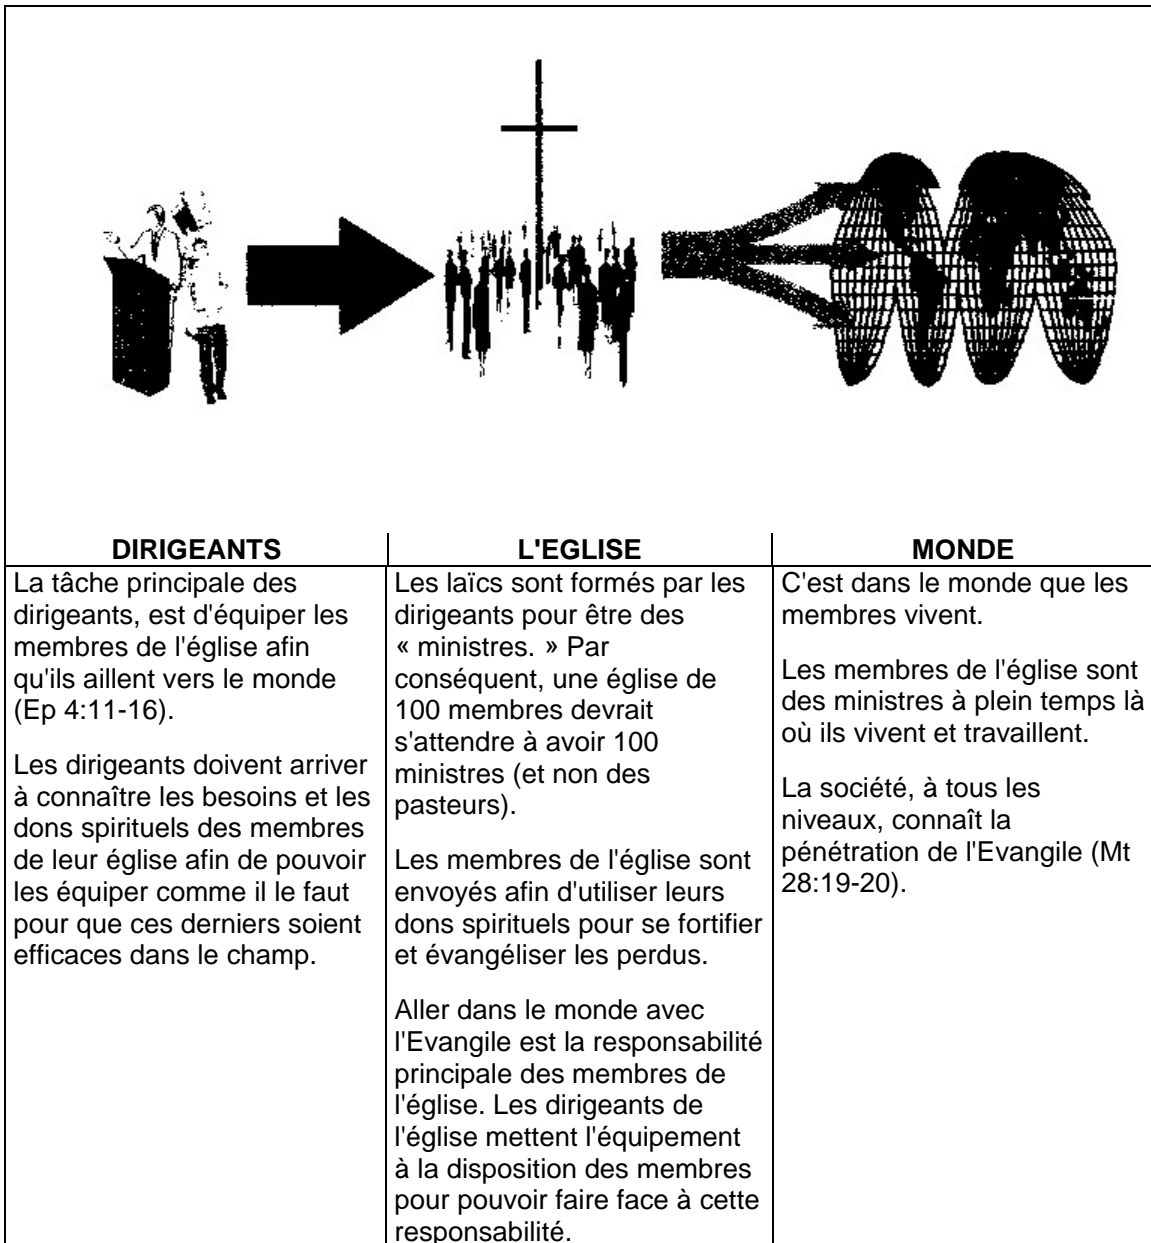 DIRIGEANTS
L'EGLISE
MONDE
La tâche principale des
dirigeants, est d'équiper les
membres de l'église afin
qu'ils aillent vers le monde
(Ep 4:11-16).
Les dirigeants doivent arriver
à connaître les besoins et les
dons spirituels des membres
de leur église afin de pouvoir
les équiper comme il le faut
pour que ces derniers soient
efficaces dans le champ.
Les laïcs sont formés par les
dirigeants pour être des
« ministres. » Par
conséquent, une église de
100 membres devrait
s'attendre à avoir 100
ministres (et non des
pasteurs).
Les membres de l'église sont
envoyés afin d'utiliser leurs
dons spirituels pour se fortifier
et évangéliser les perdus.
Aller dans le monde avec
l'Evangile est la responsabilité
principale des membres de
l'église. Les dirigeants de
l'église mettent l'équipement
à la disposition des membres
pour pouvoir faire face à cette
responsabilité.
C'est dans le monde que les
membres vivent.
Les membres de l'église sont
des ministres à plein temps là
où ils vivent et travaillent.
La société, à tous les
niveaux, connaît la
pénétration de l'Evangile (Mt
28:19-20).